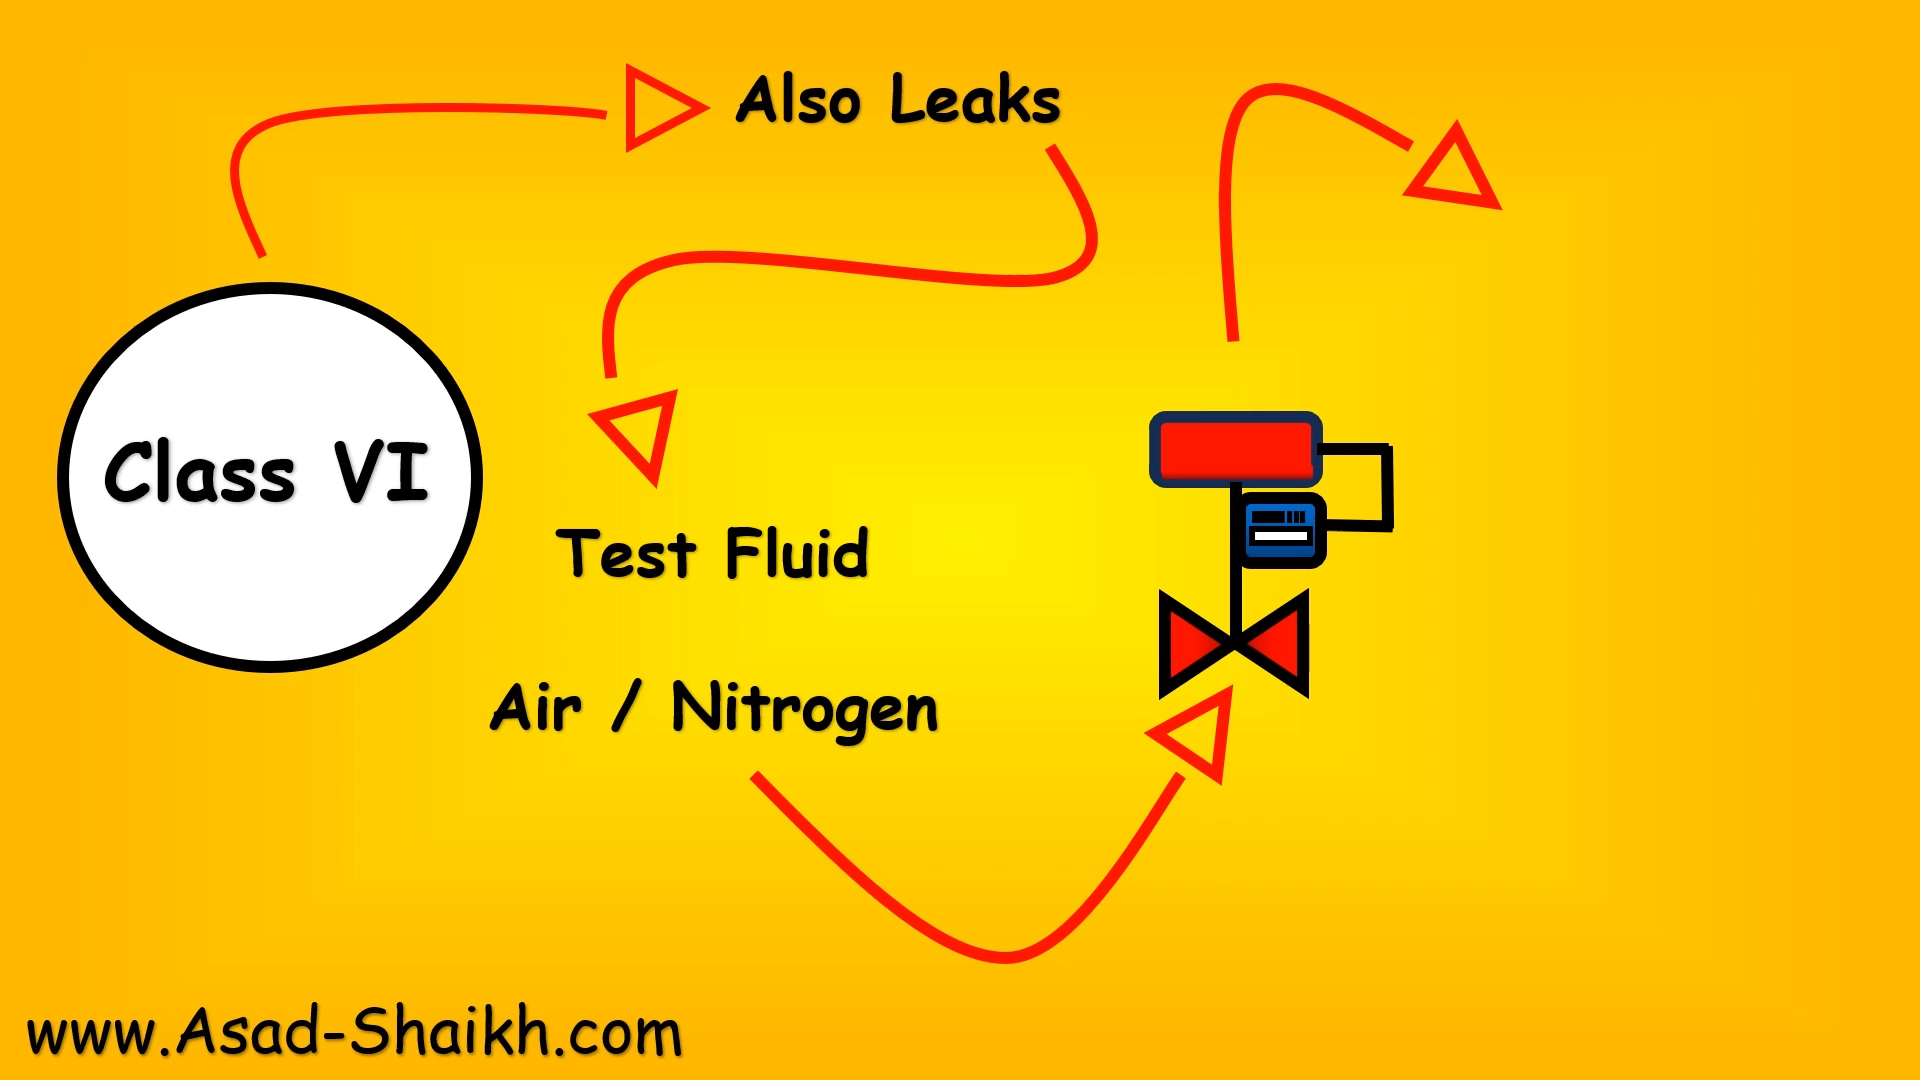 Also Leaks
Class VI
Test Fluid
Air / Nitrogen
www.Asad-Shaikh.com